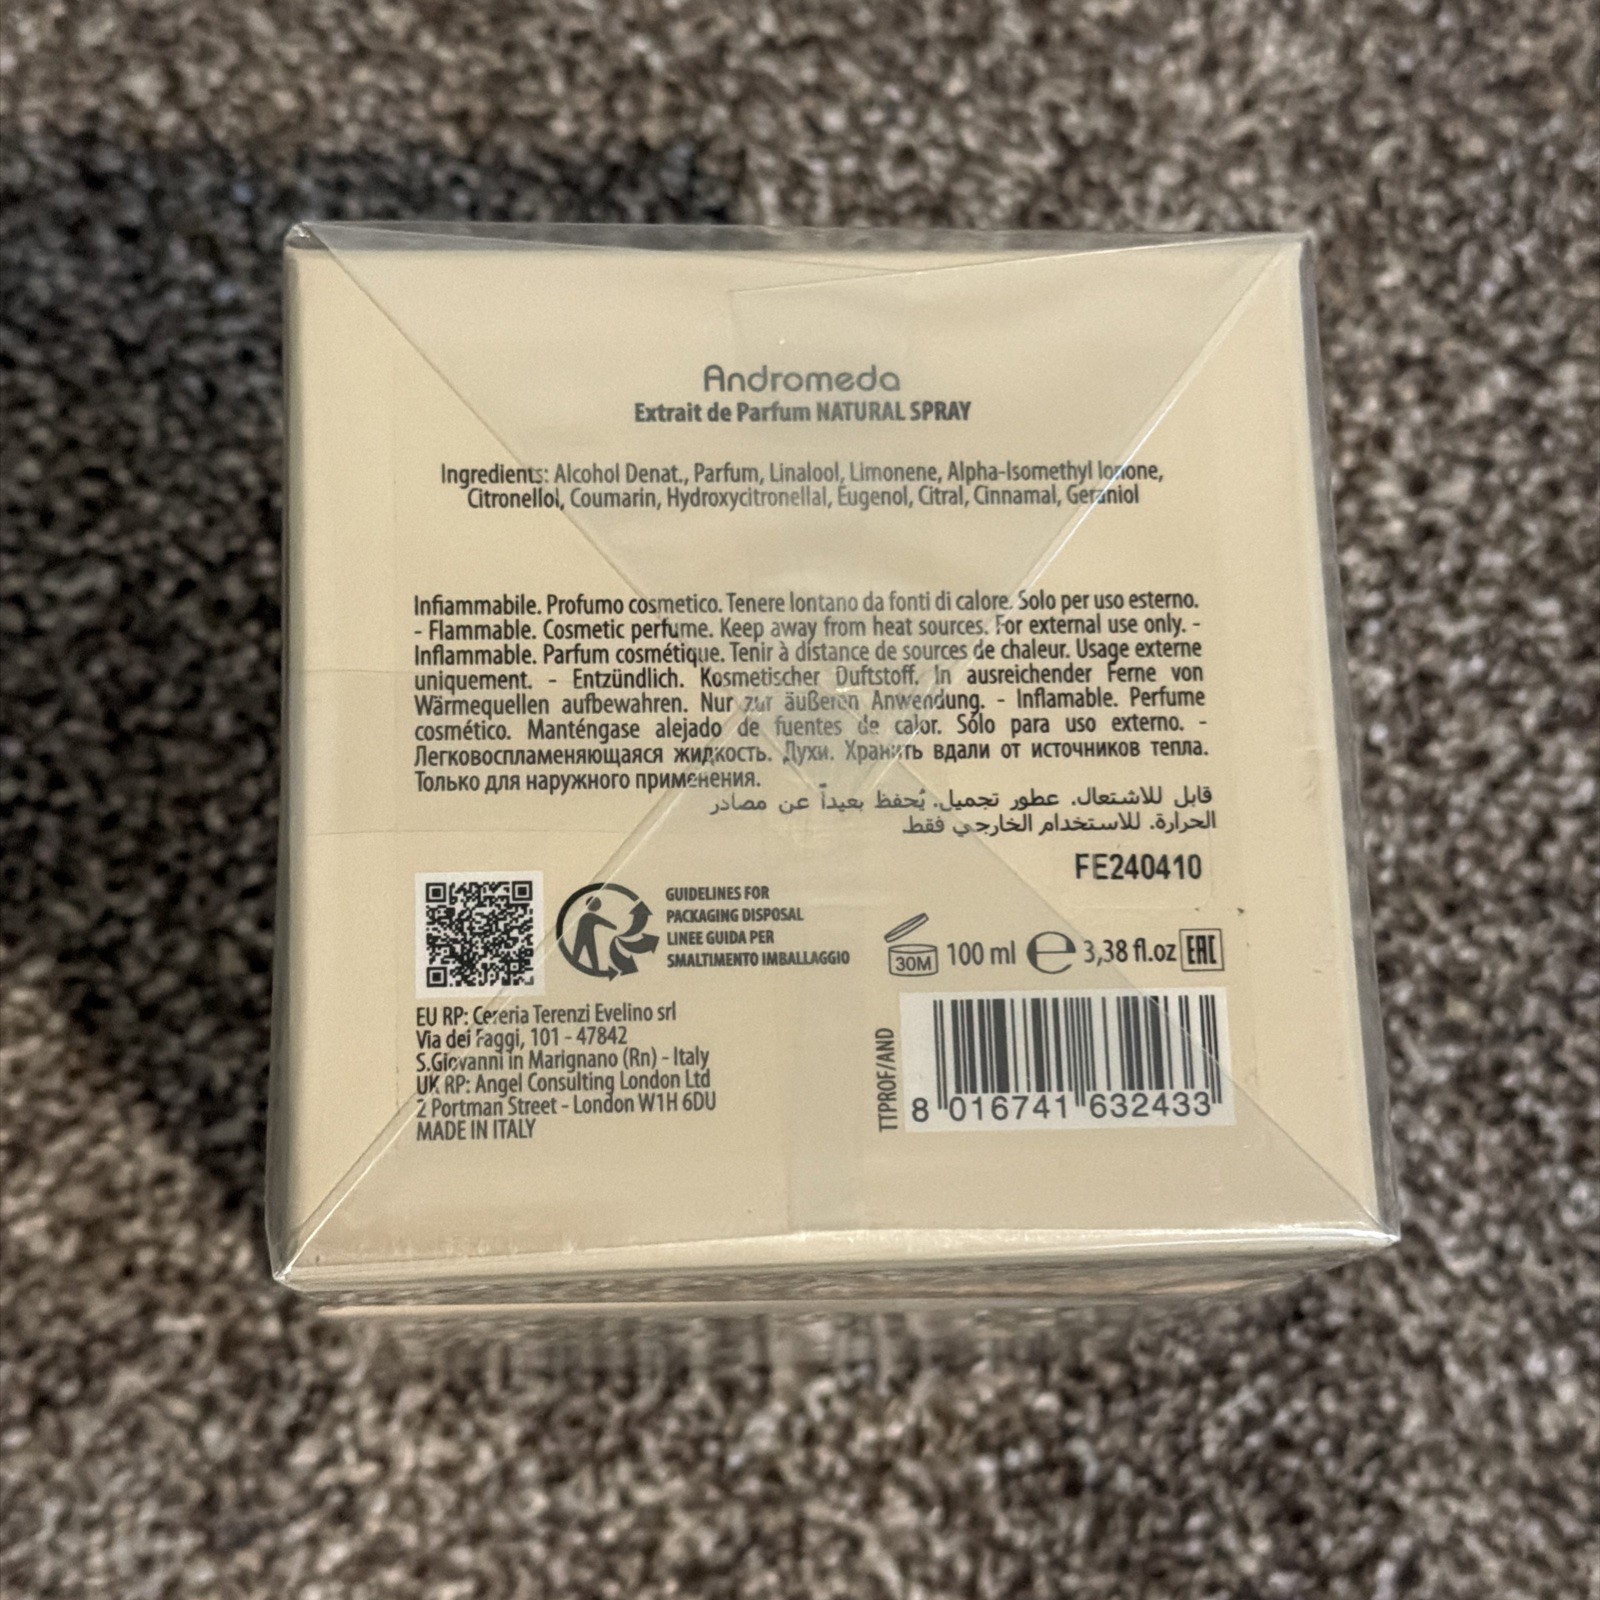 Andromeda
Extrait de Parfum NATURAL SPRAY
Ingredients: Alcohol Denat., Parfum, Linalool, Limonene, Alpha-Isomethyl Ionone,
Citronellol, Coumarin, Hydroxycitronellal, Eugenol, Citral, Cinnamal, Geraniol
Infiammabile. Profumo cosmetico. Tenere lontano da fonti di calore. Solo per uso esterno.
- Flammable. Cosmetic perfume. Keep away from heat sources. For external use only. -
Inflammable. Parfum cosmétique. Tenir à distance de sources de chaleur. Usage externe
uniquement. - Entzündlich. Kosmetischer Duftstoff. In ausreichender Ferne von
Wärmequellen aufbewahren. Nur zur äußeren Anwendung. - Inflamable. Perfume
cosmético. Manténgase alejado de fuentes de calor. Sólo para uso externo. -
Легковоспламеняющаяся жидкость. Духи. Хранить вдали от источников тепла.
Только для наружного применения.
قابل للاشتعال. عطور تجميل. يُحفظ بعيداً عن مصادر
الحرارة. للاستخدام الخارجي فقط.
FE240410
GUIDELINES FOR
PACKAGING DISPOSAL
LINEE GUIDA PER
SMALTIMENTO IMBALLAGGIO
30M 100 ml e 3,38 fl.oz EAC
EU RP: Cereria Terenzi Evelino srl
Via dei Faggi, 101 - 47842
S.Giovanni in Marignano (Rn) - Italy
UK RP: Angel Consulting London Ltd
2 Portman Street - London W1H 6DU
MADE IN ITALY
TTPROF/AND
8 016741 632433